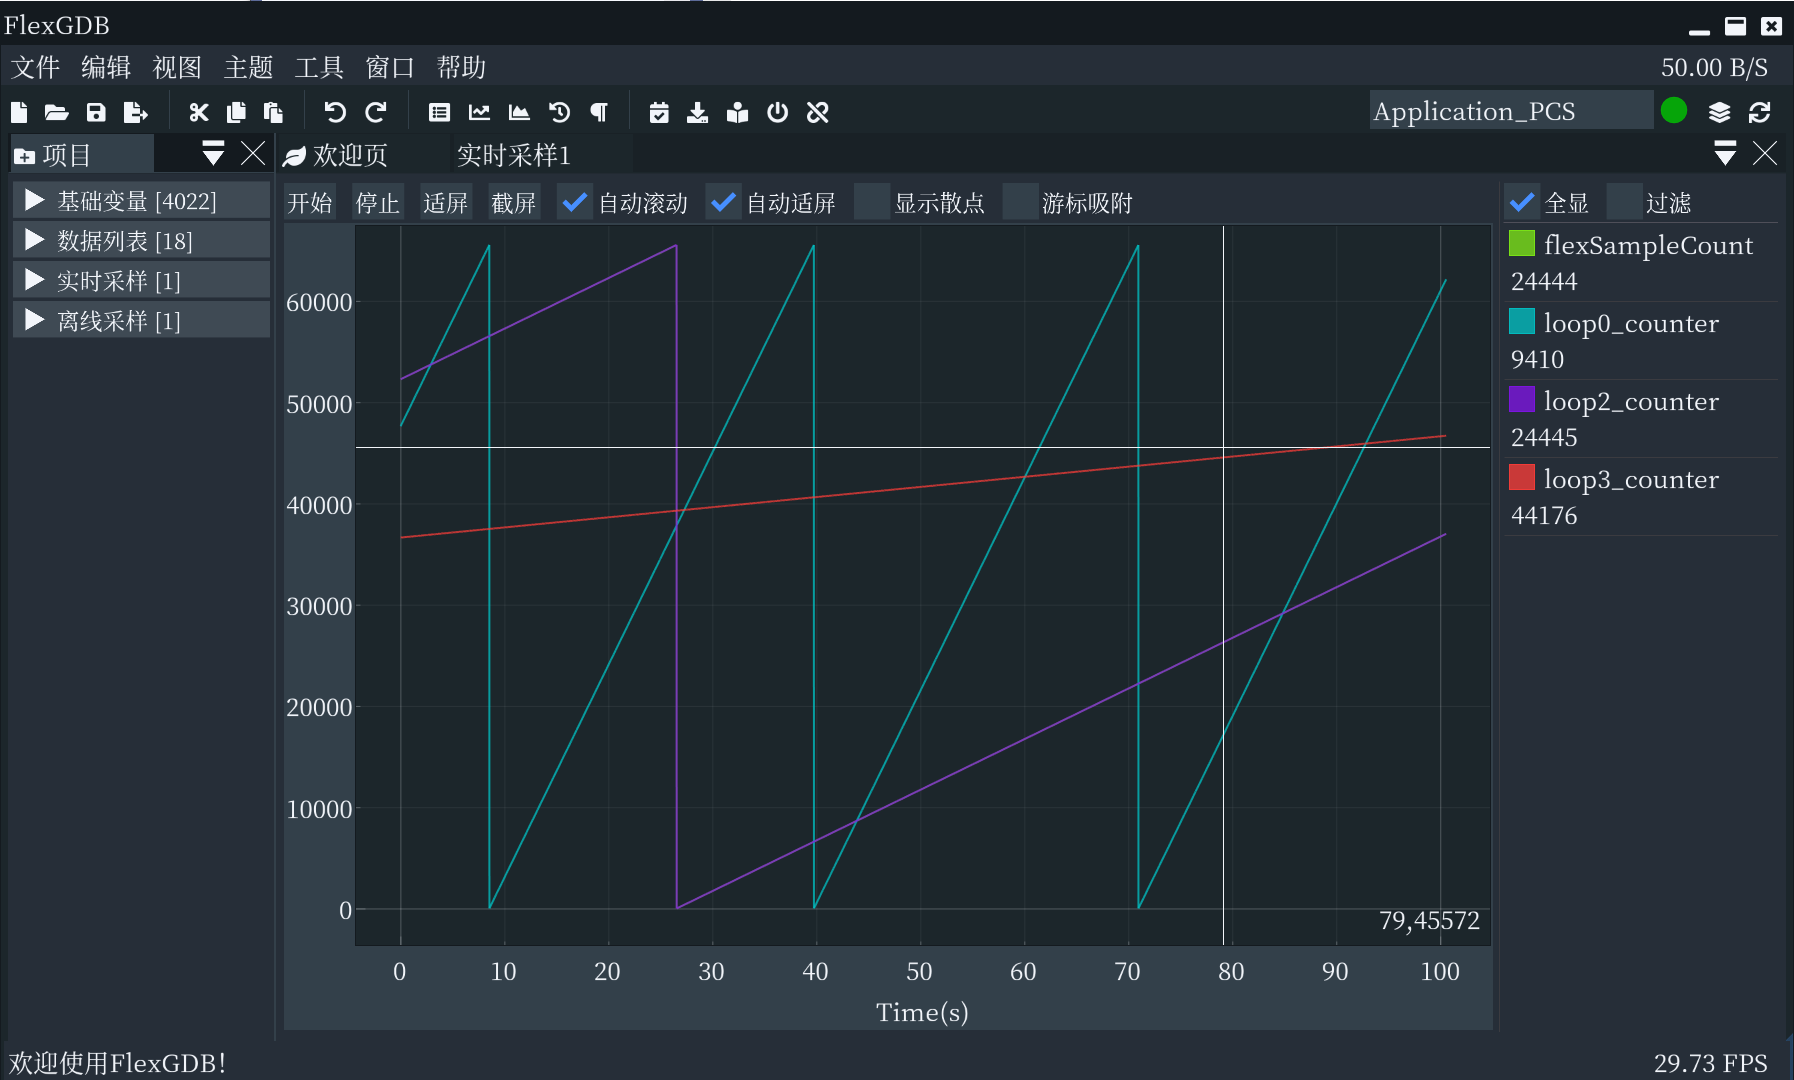 FlexGDB
文件 编辑 视图 主题 工具 窗口 帮助 50.00 B/S
Application_PCS
项目 欢迎页 实时采样1
开始 停止 适屏 截屏 自动滚动 自动适屏 显示散点 游标吸附 全显 过滤
基础变量 [4022]
数据列表 [18]
实时采样 [1]
离线采样 [1]
60000
50000
40000
30000
20000
10000
0
79,45572
0 10 20 30 40 50 60 70 80 90 100
Time(s)
flexSampleCount
24444
loop0_counter
9410
loop2_counter
24445
loop3_counter
44176
欢迎使用FlexGDB! 29.73 FPS